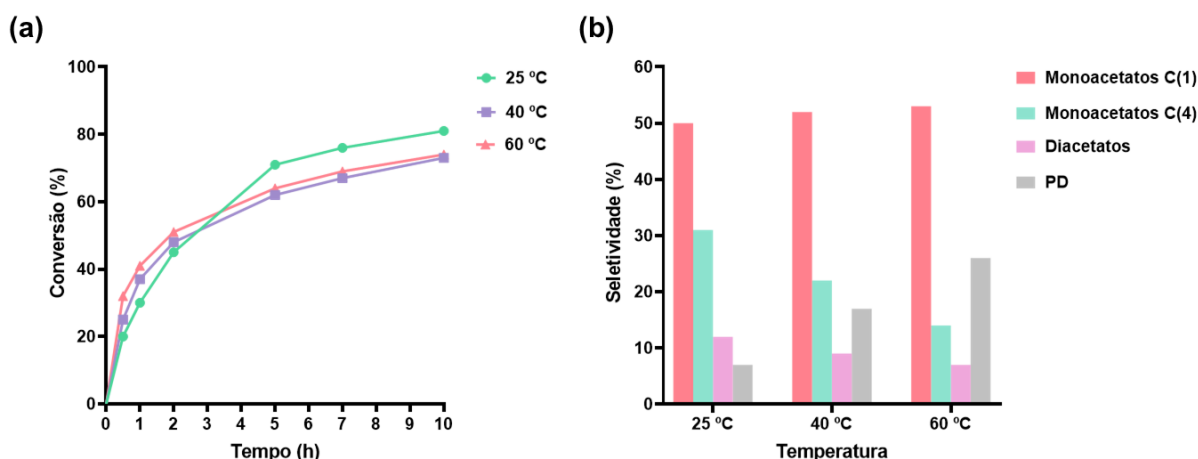 (a)
100
80
60
40
20
0
Conversão (%)
0 1 2 3 4 5 6 7 8 9 10
Tempo (h)
25 ºC
40 ºC
60 ºC
(b)
60
50
40
30
20
10
0
Seletividade (%)
25 ºC 40 ºC 60 ºC
Temperatura
Monoacetatos C(1)
Monoacetatos C(4)
Diacetatos
PD